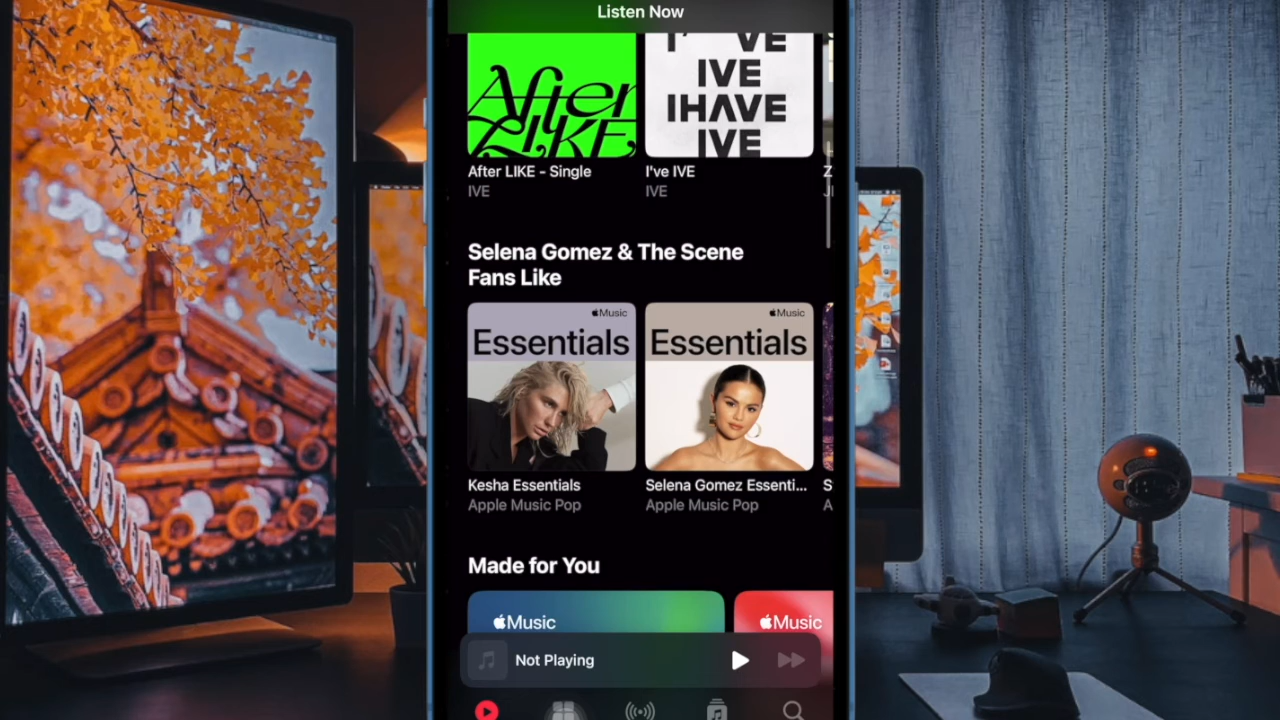 Listen Now
After
LIKE
I'VE
IVE
IHAVE
IVE
After LIKE - Single
I've IVE
IVE
IVE
Selena Gomez & The Scene
Fans Like
Music
Music
Essentials
Essentials
Kesha Essentials
Selena Gomez Essenti...
Apple Music Pop
Apple Music Pop
S
A
Made for You
Music
Music
Not Playing